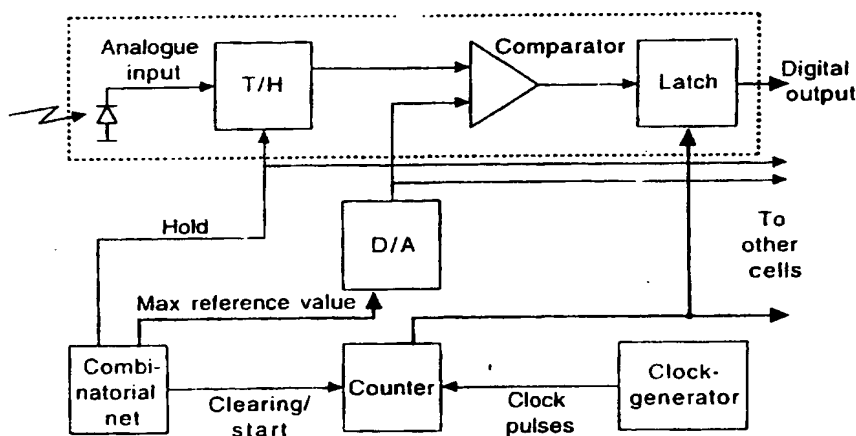 Analogue
input
T/H
Comparator
Latch
Digital
output
Hold
D/A
To
other
cells
Max reference value
Combi-
natorial
net
Clearing/
start
Counter
Clock
pulses
Clock-
generator